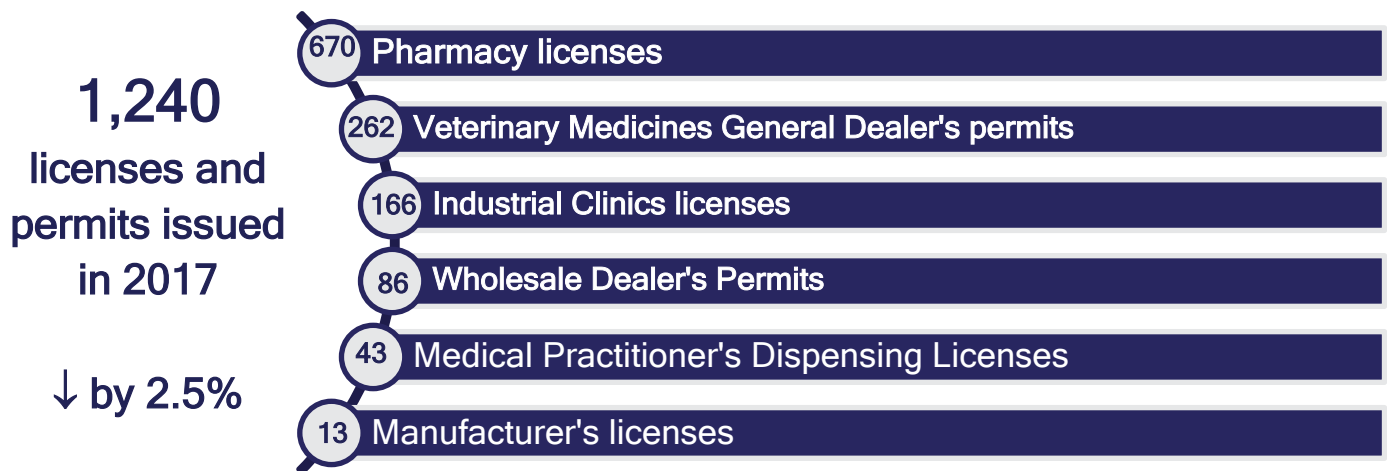 1,240
licenses and
permits issued
in 2017
↓ by 2.5%
670 Pharmacy licenses
262 Veterinary Medicines General Dealer's permits
166 Industrial Clinics licenses
86 Wholesale Dealer's Permits
43 Medical Practitioner's Dispensing Licenses
13 Manufacturer's licenses